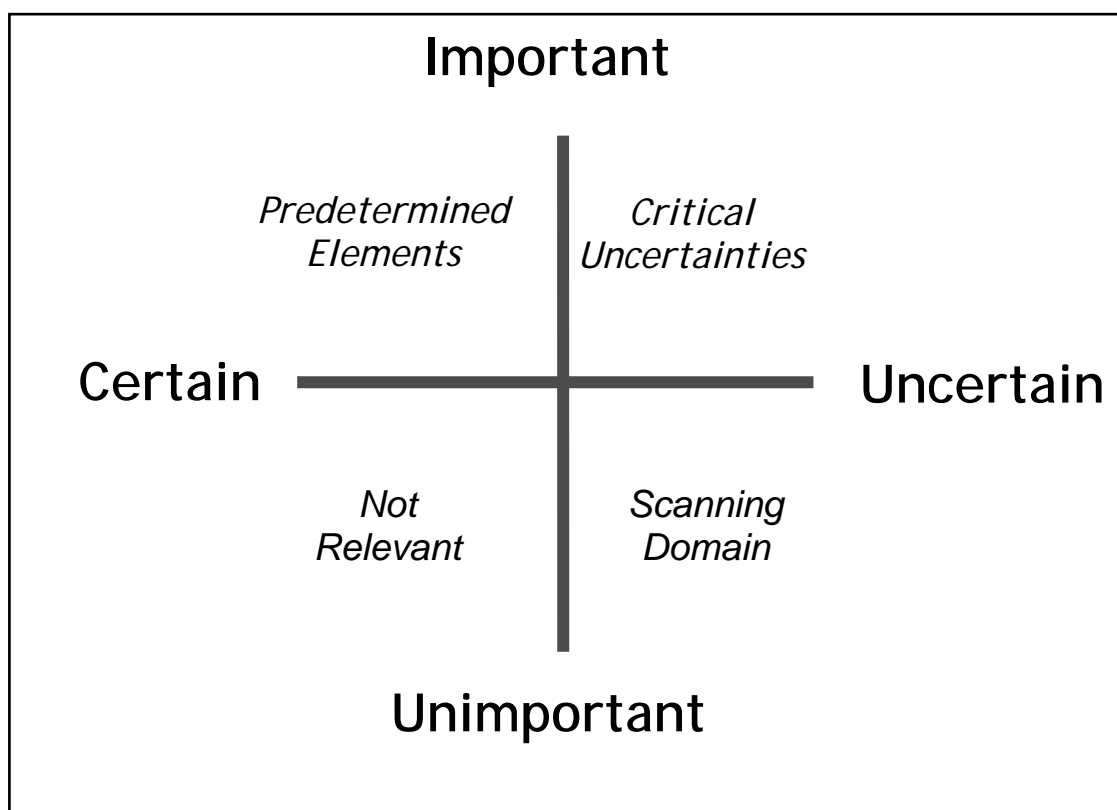 Important
Predetermined
Elements
Critical
Uncertainties
Certain
Uncertain
Not
Relevant
Scanning
Domain
Unimportant